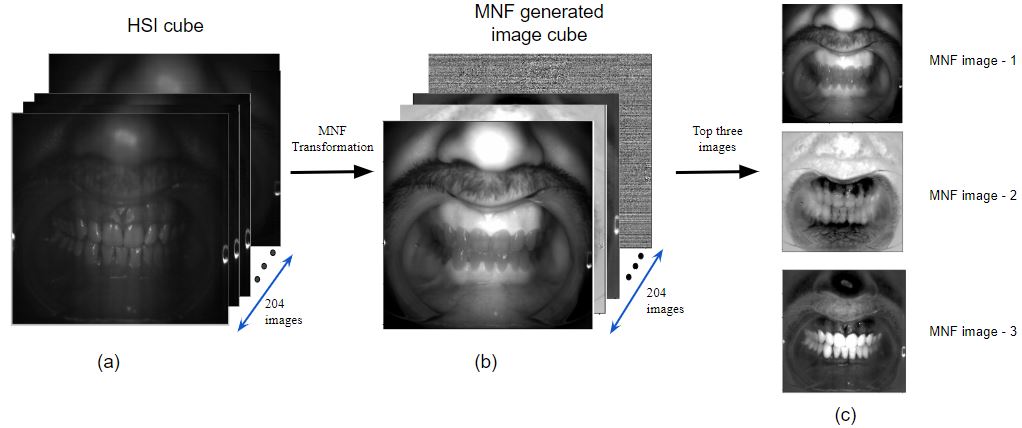 HSI cube
MNF generated
image cube
MNF
Transformation
Top three
images
MNF image - 1
MNF image - 2
MNF image - 3
204
images
204
images
(a)
(b)
(c)